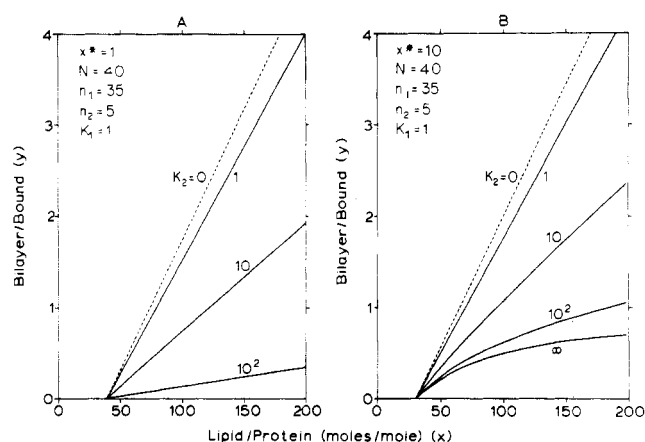 A
x* = 1
N = 40
n₁ = 35
n₂ = 5
K₁ = 1
K₂ = 0
1
10
10²
Bilayer/Bound (y)
4
3
2
1
0
0
50
100
150
200
B
x* = 10
N = 40
n₁ = 35
n₂ = 5
K₁ = 1
K₂ = 0
1
10
10²
∞
Bilayer/Bound (y)
4
3
2
1
0
0
50
100
150
200
Lipid/Protein (moles/mole) (x)